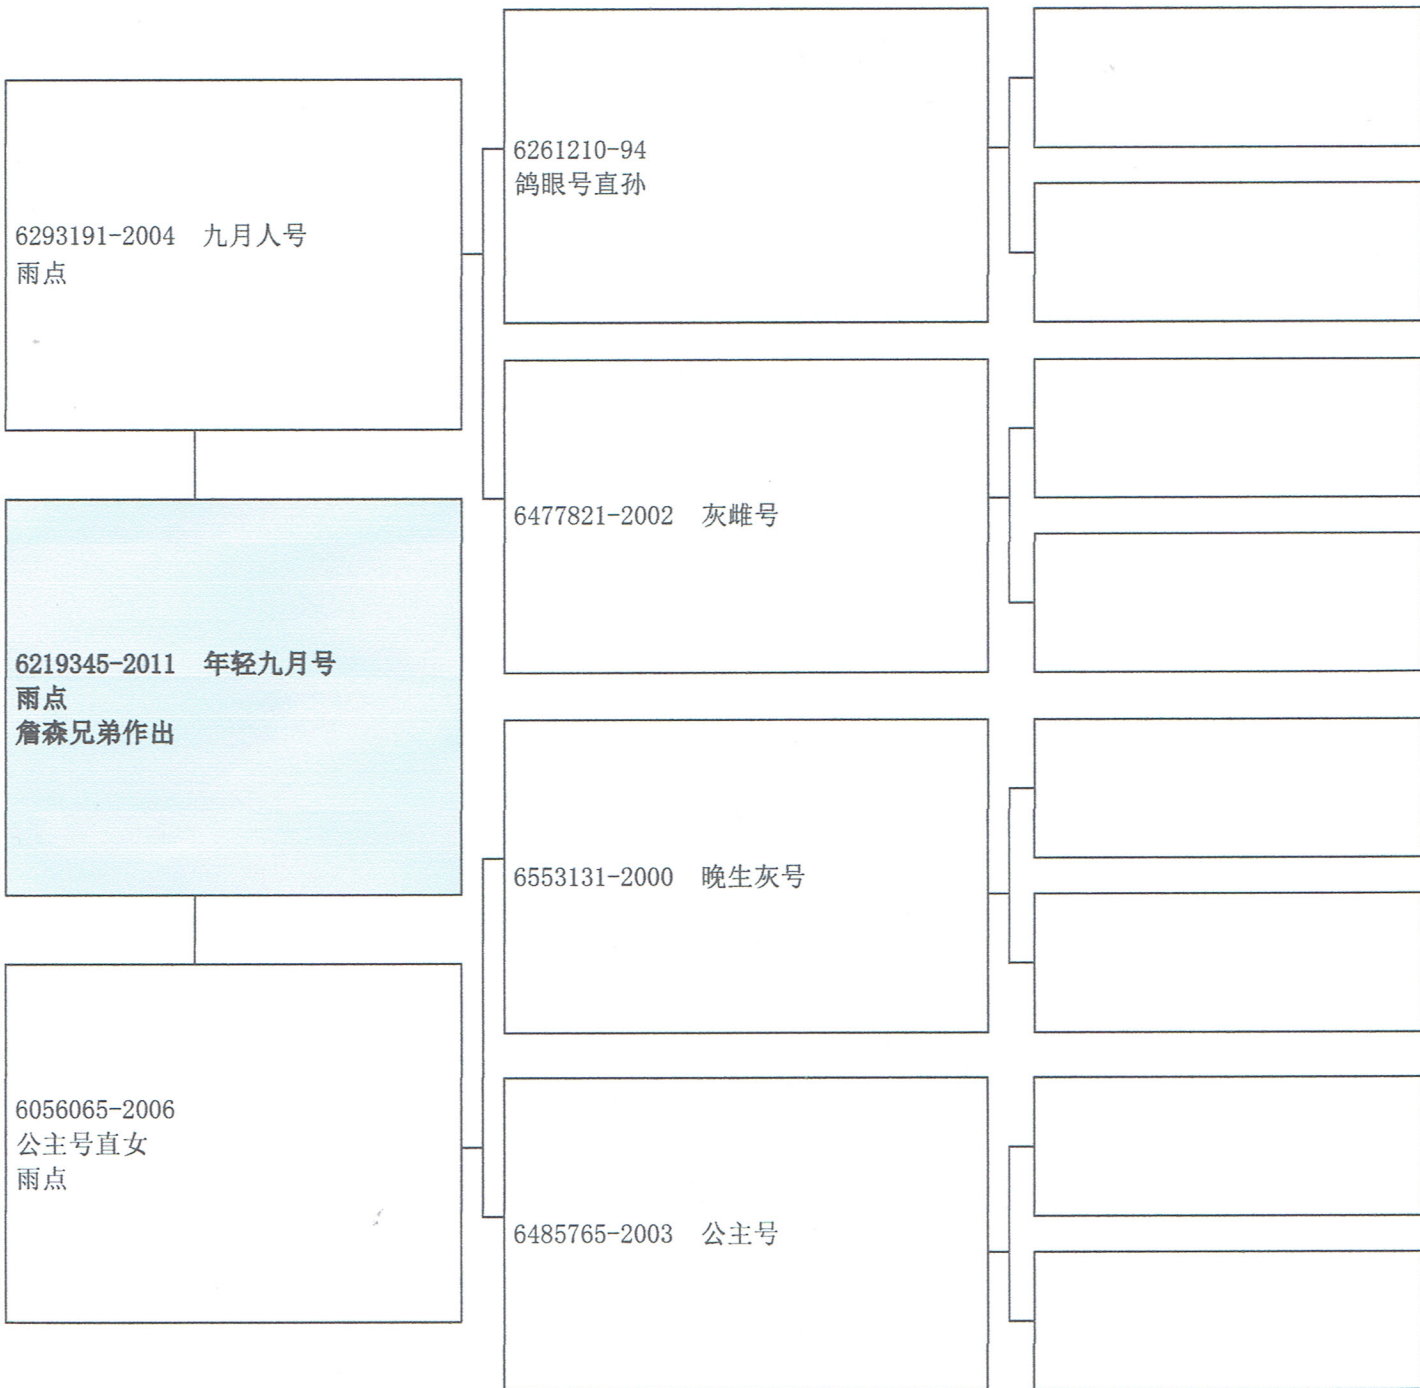 6293191-2004 九月人号
雨点
6219345-2011 年轻九月号
雨点
詹森兄弟作出
6056065-2006
公主号直女
雨点
6261210-94
鸽眼号直孙
6477821-2002 灰雌号
6553131-2000 晚生灰号
6485765-2003 公主号